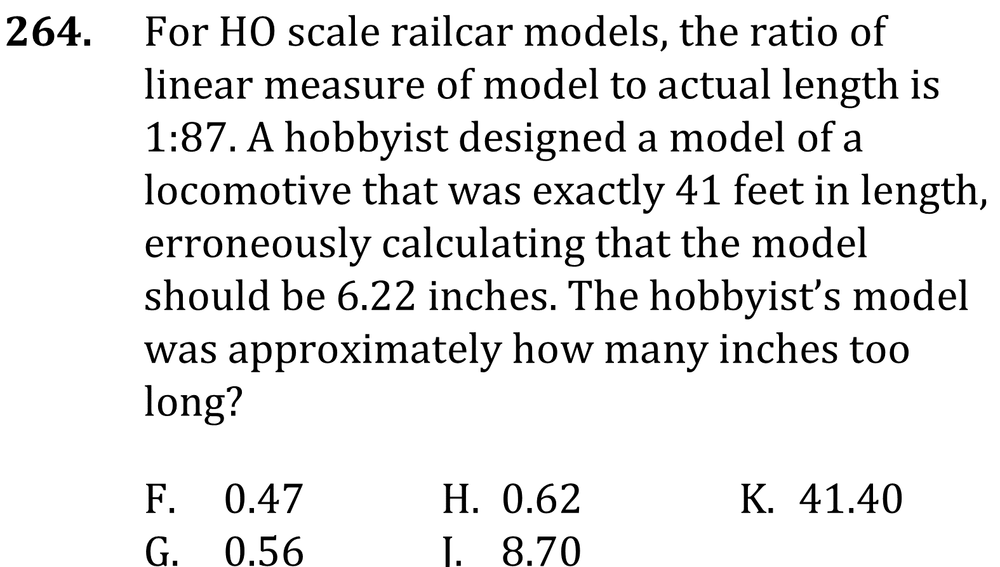 264. For HO scale railcar models, the ratio of
linear measure of model to actual length is
1:87. A hobbyist designed a model of a
locomotive that was exactly 41 feet in length,
erroneously calculating that the model
should be 6.22 inches. The hobbyist’s model
was approximately how many inches too
long?
F. 0.47 H. 0.62 K. 41.40
G. 0.56 J. 8.70